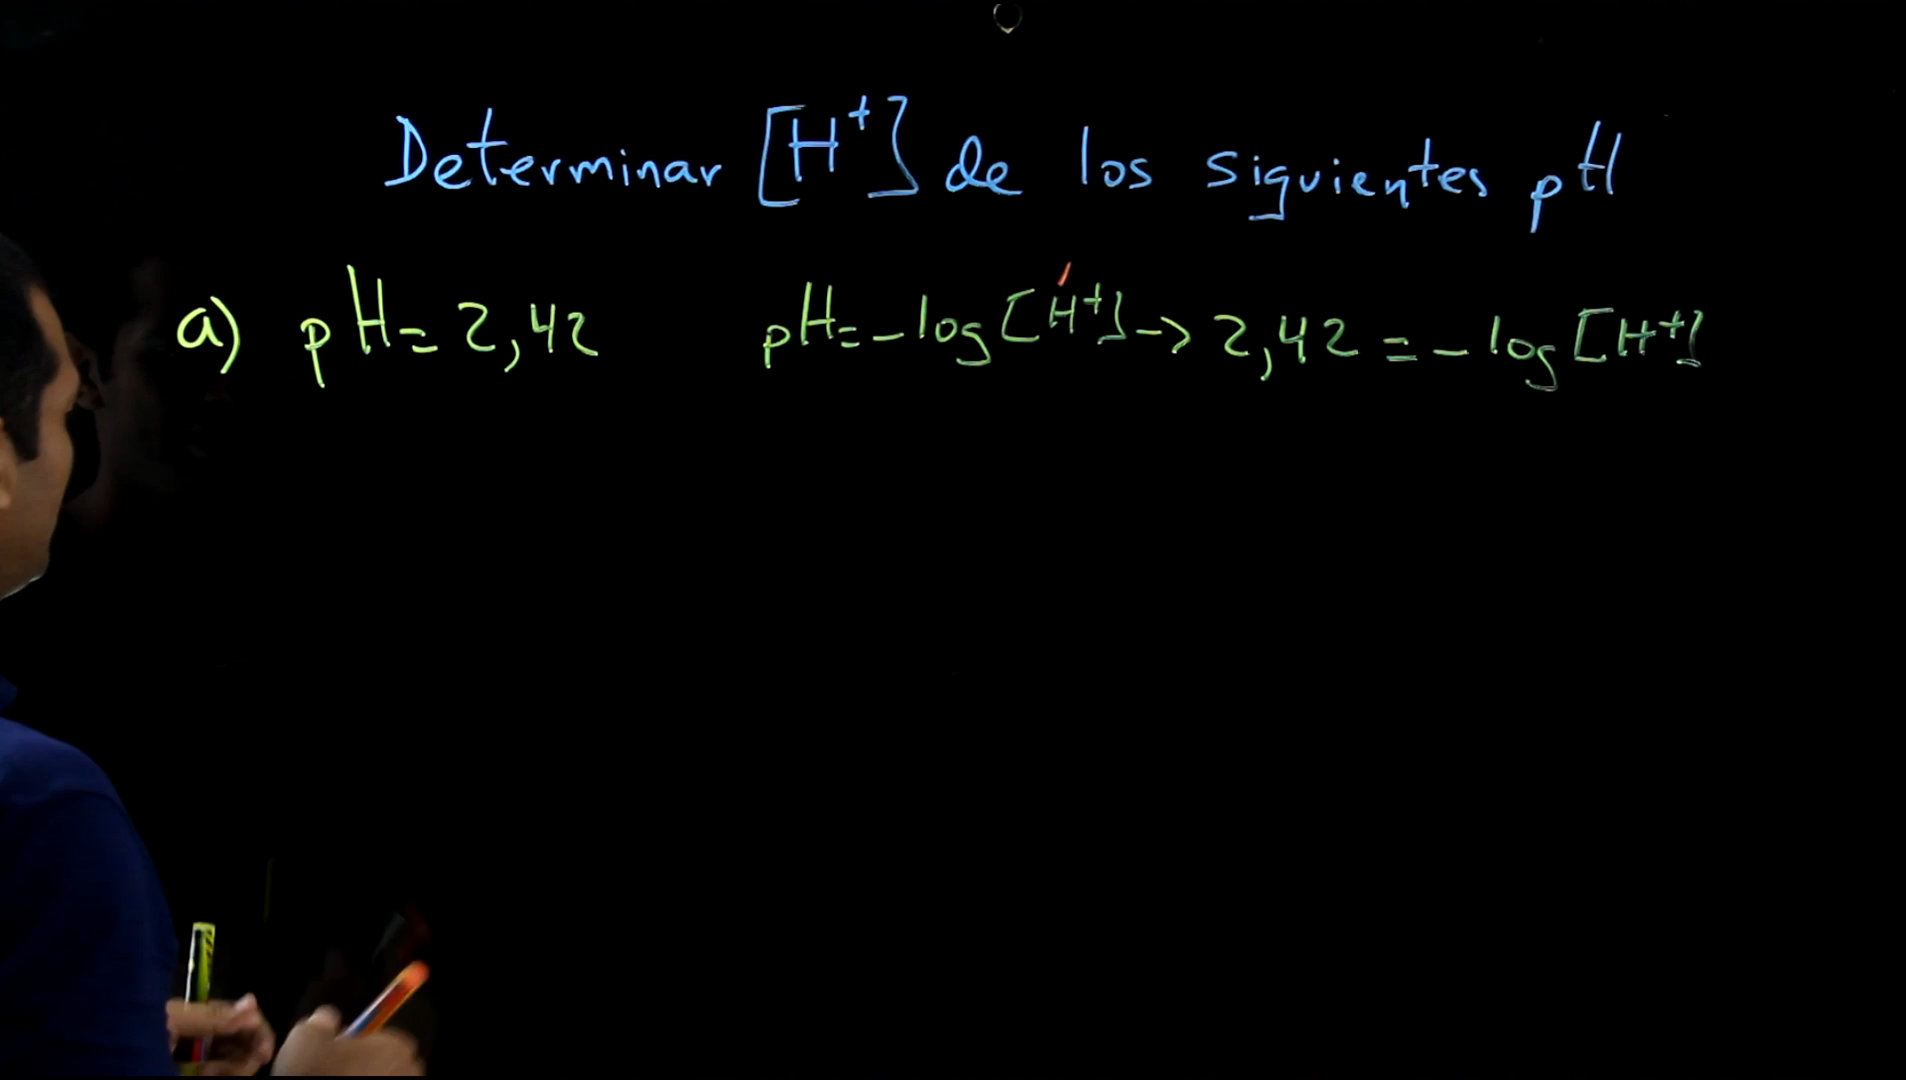 Determinar [H⁺] de los siguientes pH
a) pH = 2,42 pH = -log [H⁺] -> 2,42 = -log [H⁺]